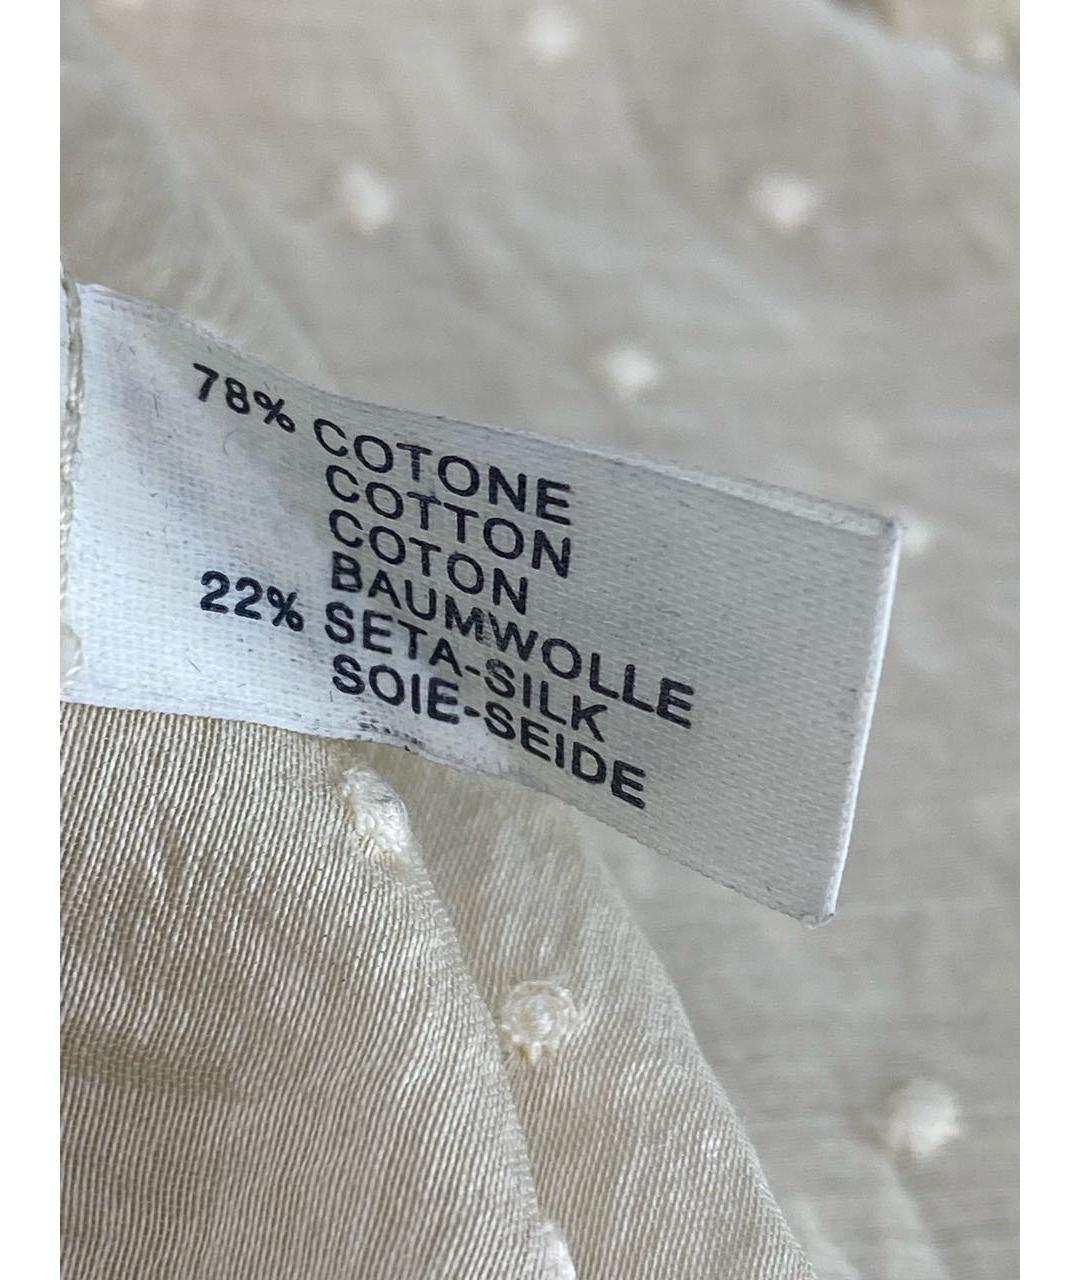 78% COTONE
COTTON
COTON
BAUMWOLLE
22% SETA-SILK
SOIE-SEIDE